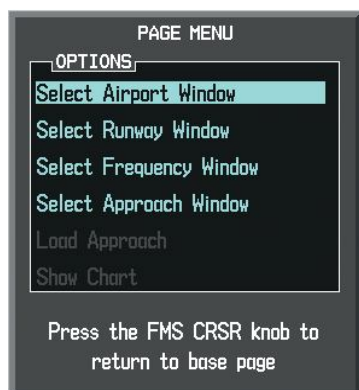 PAGE MENU
OPTIONS
Select Airport Window
Select Runway Window
Select Frequency Window
Select Approach Window
Load Approach
Show Chart
Press the FMS CRSR knob to
return to base page